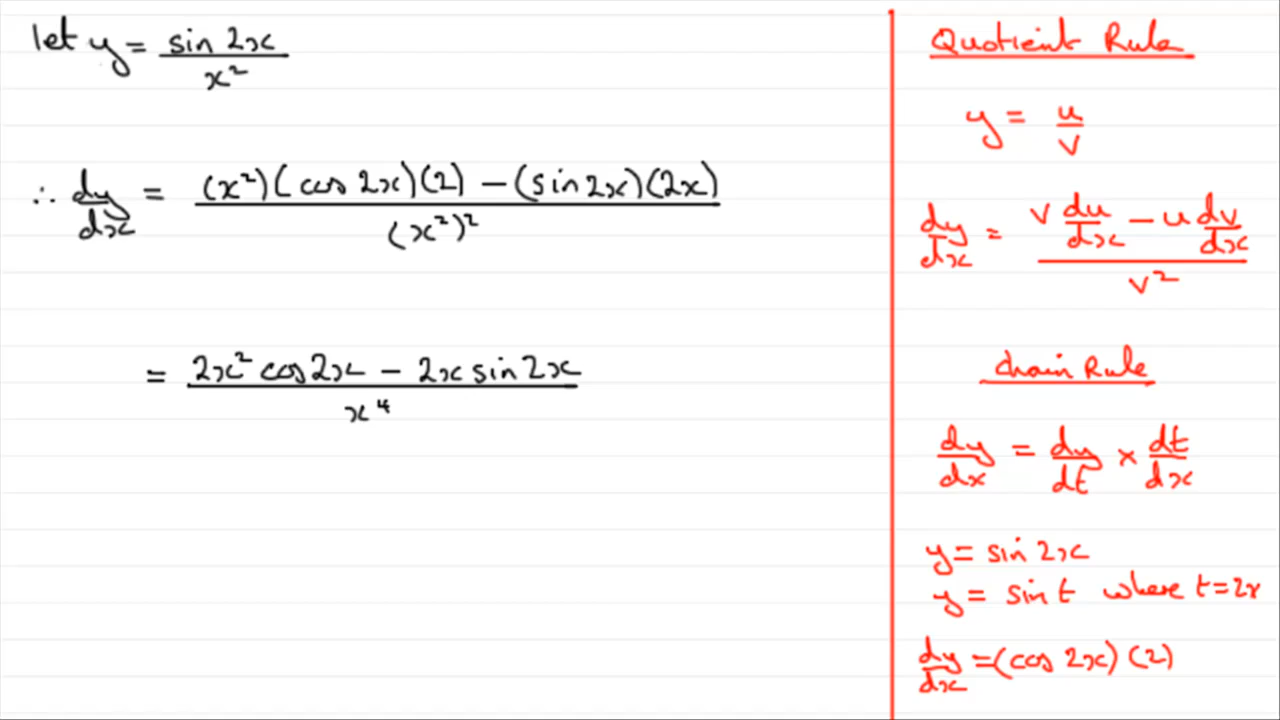 let y = sin 2x / x²
∴ dy/dx = (x²)(cos 2x)(2) − (sin 2x)(2x) / (x²)²
= 2x² cos 2x − 2x sin 2x / x⁴
Quotient Rule
y = u/v
dy/dx = v du/dx − u dv/dx / v²
chain Rule
dy/dx = dy/dt × dt/dx
y = sin 2x
y = sin t where t = 2x
dy/dx = (cos 2x)(2)